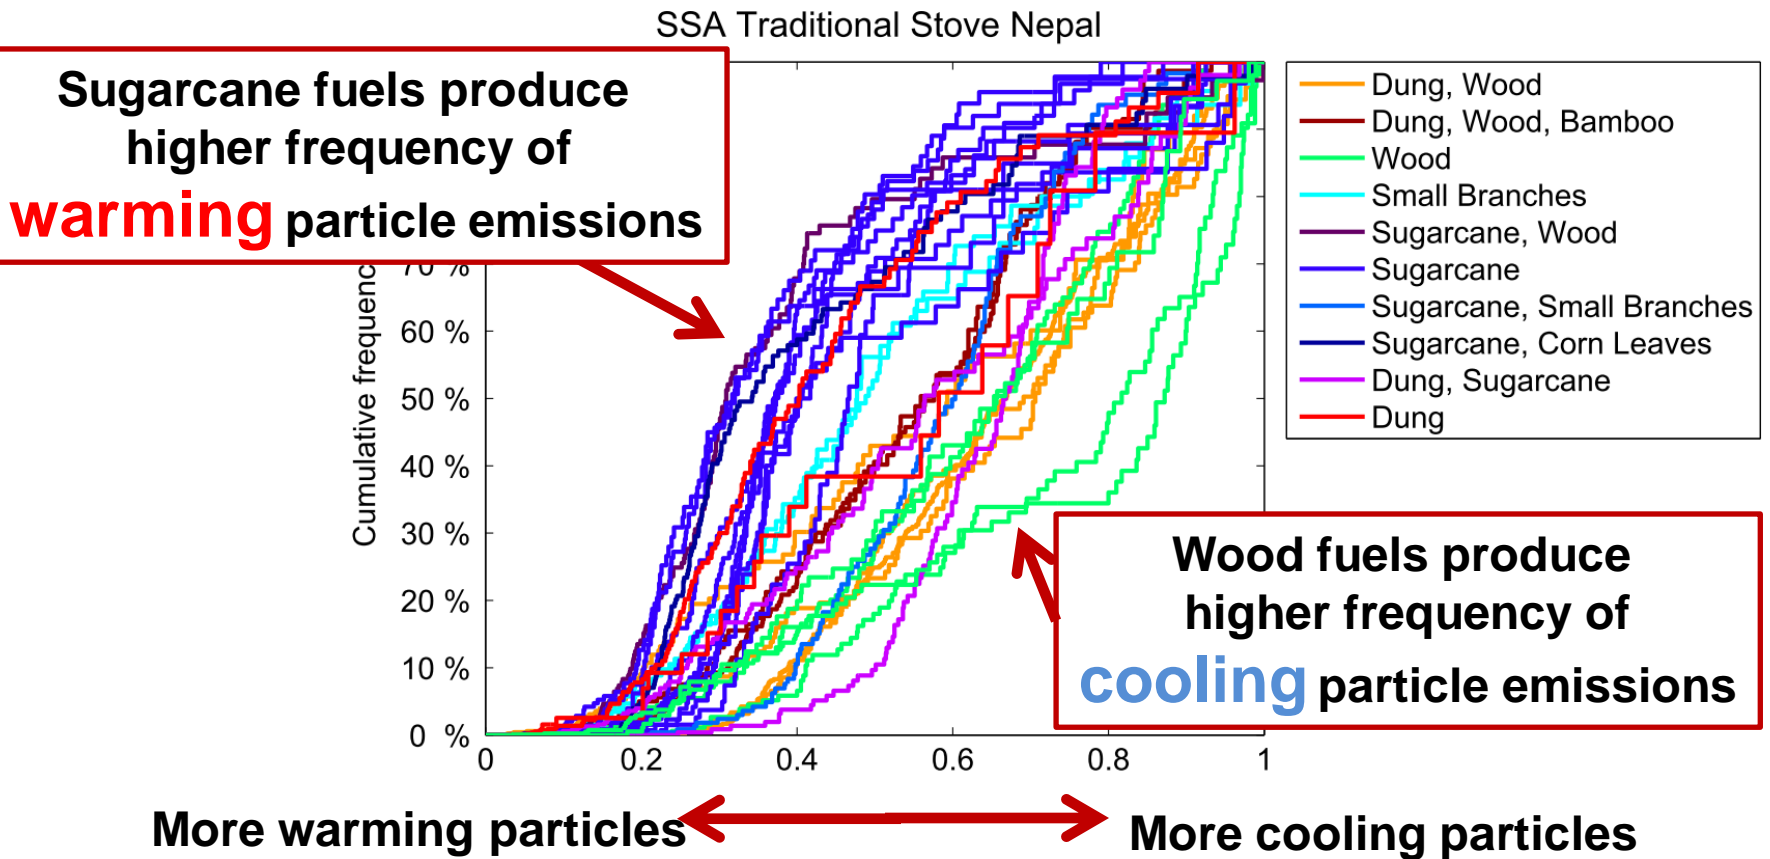 SSA Traditional Stove Nepal
Sugarcane fuels produce
higher frequency of
warming particle emissions
Dung, Wood
Dung, Wood, Bamboo
Wood
Small Branches
Sugarcane, Wood
Sugarcane
Sugarcane, Small Branches
Sugarcane, Corn Leaves
Dung, Sugarcane
Dung
Cumulative frequenc
70 %
60 %
50 %
40 %
30 %
20 %
10 %
0 %
0 0.2 0.4 0.6 0.8 1
Wood fuels produce
higher frequency of
cooling particle emissions
More warming particles
More cooling particles